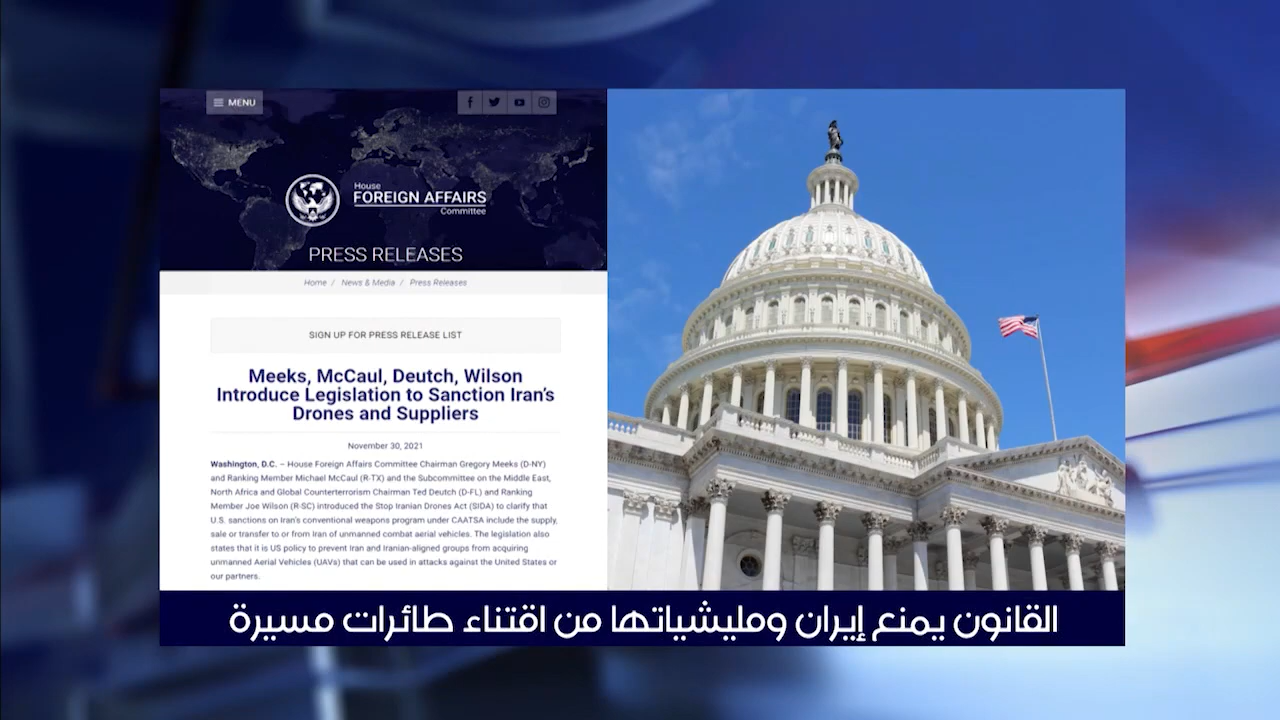 MENU
House
FOREIGN AFFAIRS
Committee
PRESS RELEASES
Home / News & Media / Press Releases
SIGN UP FOR PRESS RELEASE LIST
Meeks, McCaul, Deutch, Wilson
Introduce Legislation to Sanction Iran's
Drones and Suppliers
November 30, 2021
Washington, D.C. – House Foreign Affairs Committee Chairman Gregory Meeks (D-NY)
and Ranking Member Michael McCaul (R-TX) and the Subcommittee on the Middle East,
North Africa and Global Counterterrorism Chairman Ted Deutch (D-FL) and Ranking
Member Joe Wilson (R-SC) introduced the Stop Iranian Drones Act (SIDA) to clarify that
U.S. sanctions on Iran's conventional weapons program under CAATSA include the supply,
sale or transfer to or from Iran of unmanned combat aerial vehicles. The legislation also
states that it is US policy to prevent Iran and Iranian-aligned groups from acquiring
unmanned Aerial Vehicles (UAVs) that can be used in attacks against the United States or
our partners.
القانون يمنع إيران ومليشياتها من اقتناء طائرات مسيرة